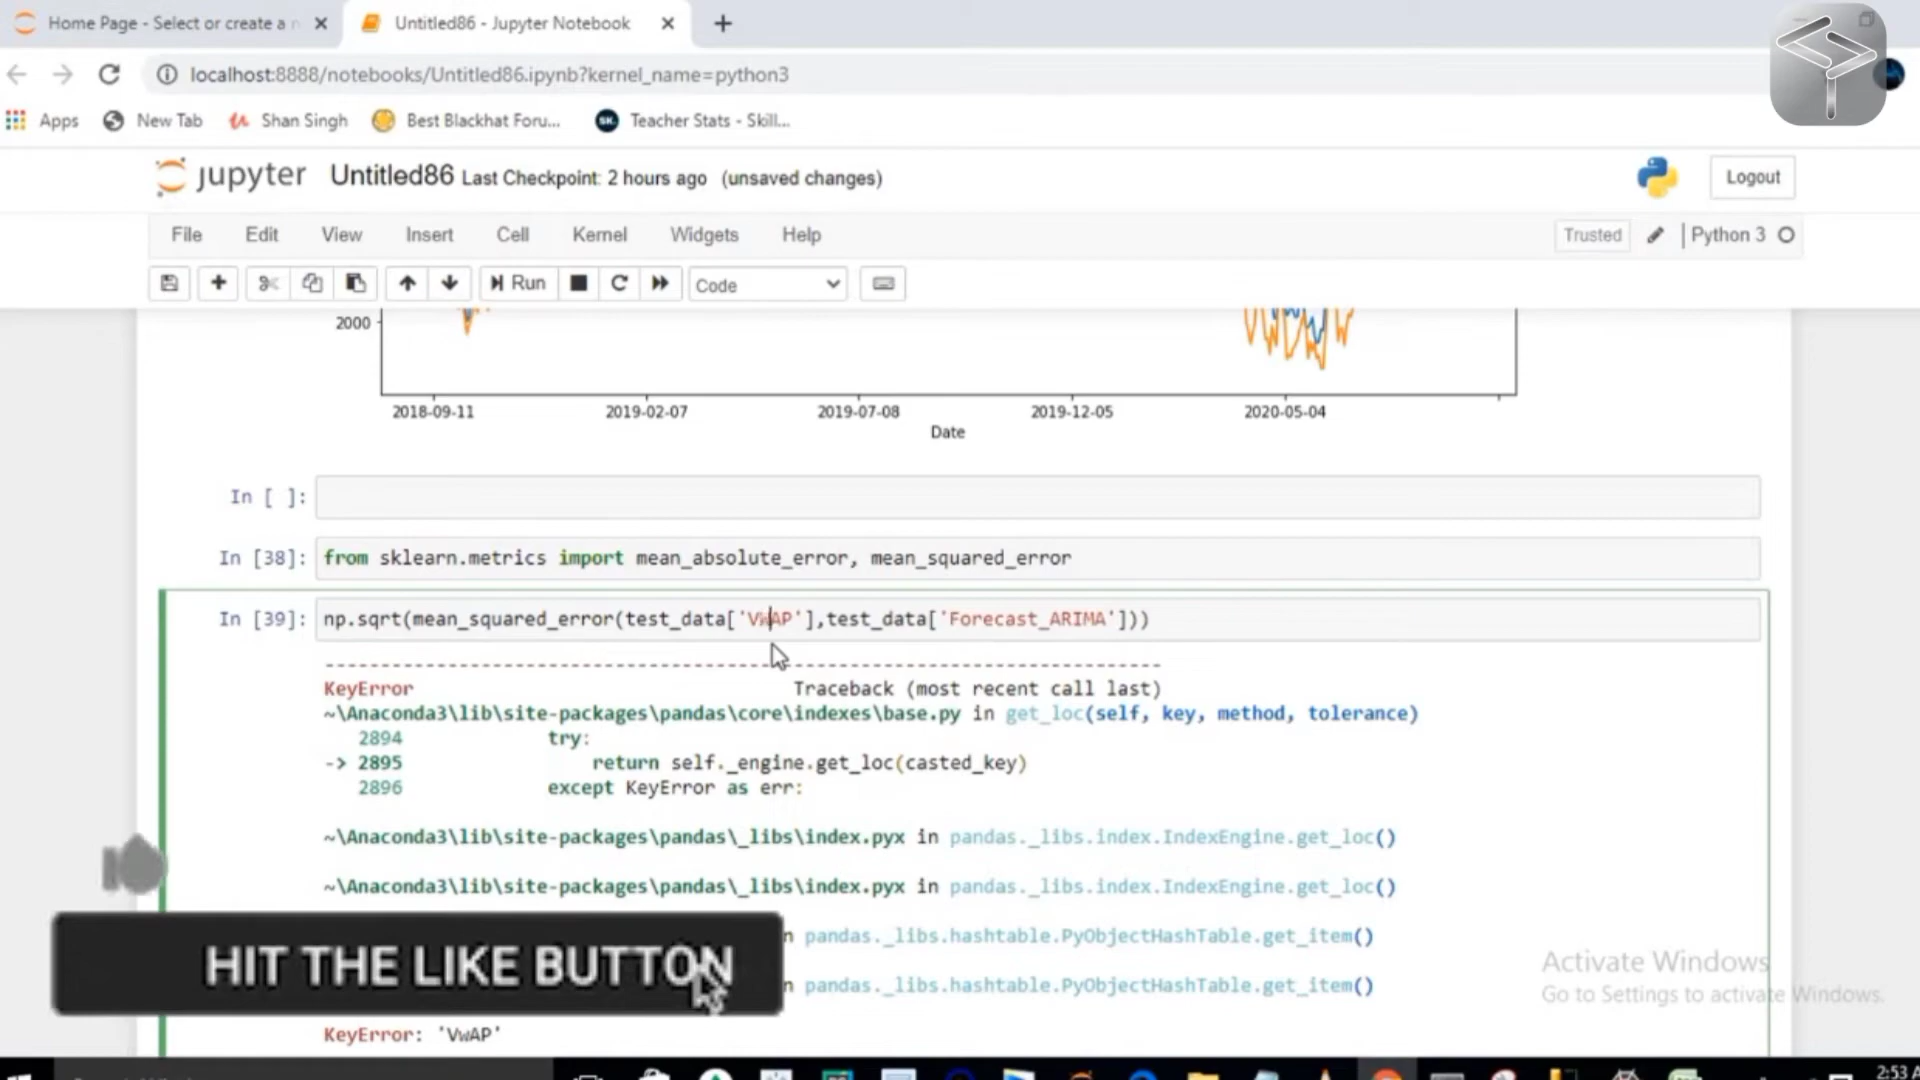 Home Page - Select or create a n
Untitled86 - Jupyter Notebook
localhost:8888/notebooks/Untitled86.ipynb?kernel_name=python3
Apps
New Tab
Shan Singh
Best Blackhat Foru...
SK
Teacher Stats - Skill...
jupyter
Untitled86 Last Checkpoint: 2 hours ago (unsaved changes)
Logout
File Edit View Insert Cell Kernel Widgets Help
Trusted
Python 3
Run
Code
2000
2018-09-11 2019-02-07 2019-07-08 2019-12-05 2020-05-04
Date
In [ ]:
In [38]: from sklearn.metrics import mean_absolute_error, mean_squared_error
In [39]: np.sqrt(mean_squared_error(test_data['VwAP'],test_data['Forecast_ARIMA']))
---------------------------------------------------------------------------
KeyError Traceback (most recent call last)
~\Anaconda3\lib\site-packages\pandas\core\indexes\base.py in get_loc(self, key, method, tolerance)
2894 try:
-> 2895 return self._engine.get_loc(casted_key)
2896 except KeyError as err:
~\Anaconda3\lib\site-packages\pandas\_libs\index.pyx in pandas._libs.index.IndexEngine.get_loc()
~\Anaconda3\lib\site-packages\pandas\_libs\index.pyx in pandas._libs.index.IndexEngine.get_loc()
n pandas._libs.hashtable.PyObjectHashTable.get_item()
HIT THE LIKE BUTTON
n pandas._libs.hashtable.PyObjectHashTable.get_item()
Activate Windows
Go to Settings to activate Windows.
KeyError: 'VwAP'
2:53 A